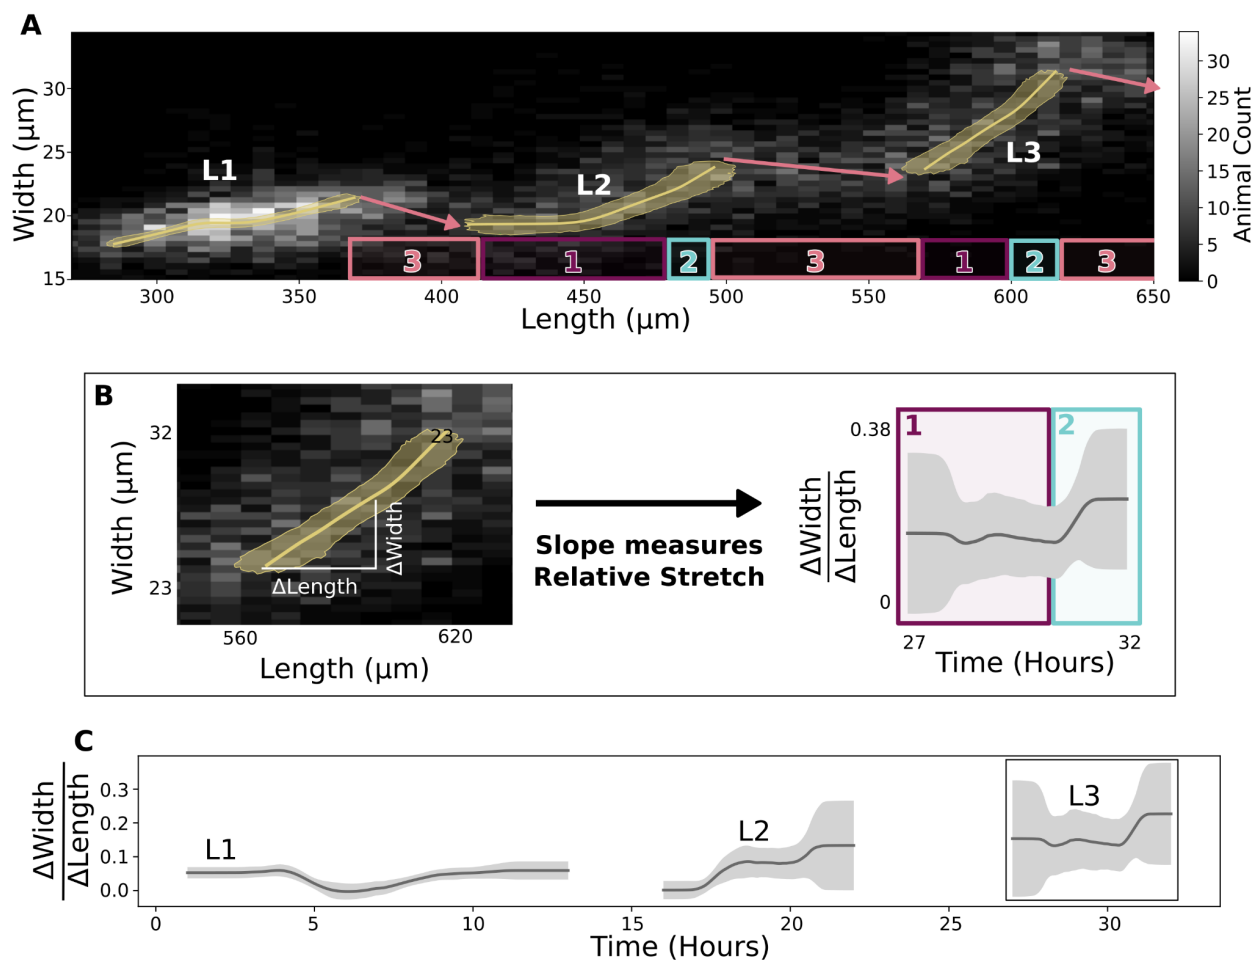 A
Width (μm)
30
25
20
15
L1
L2
L3
3
1
2
3
1
2
3
300
350
400
450
500
550
600
650
Length (μm)
30
25
20
15
10
5
0
Animal Count
B
Width (μm)
32
23
23
ΔWidth
ΔLength
560
620
Length (μm)
Slope measures
Relative Stretch
ΔWidth
ΔLength
0.38
0
1
2
27
32
Time (Hours)
C
ΔWidth
ΔLength
0.3
0.2
0.1
0.0
L1
L2
L3
0
5
10
15
20
25
30
Time (Hours)